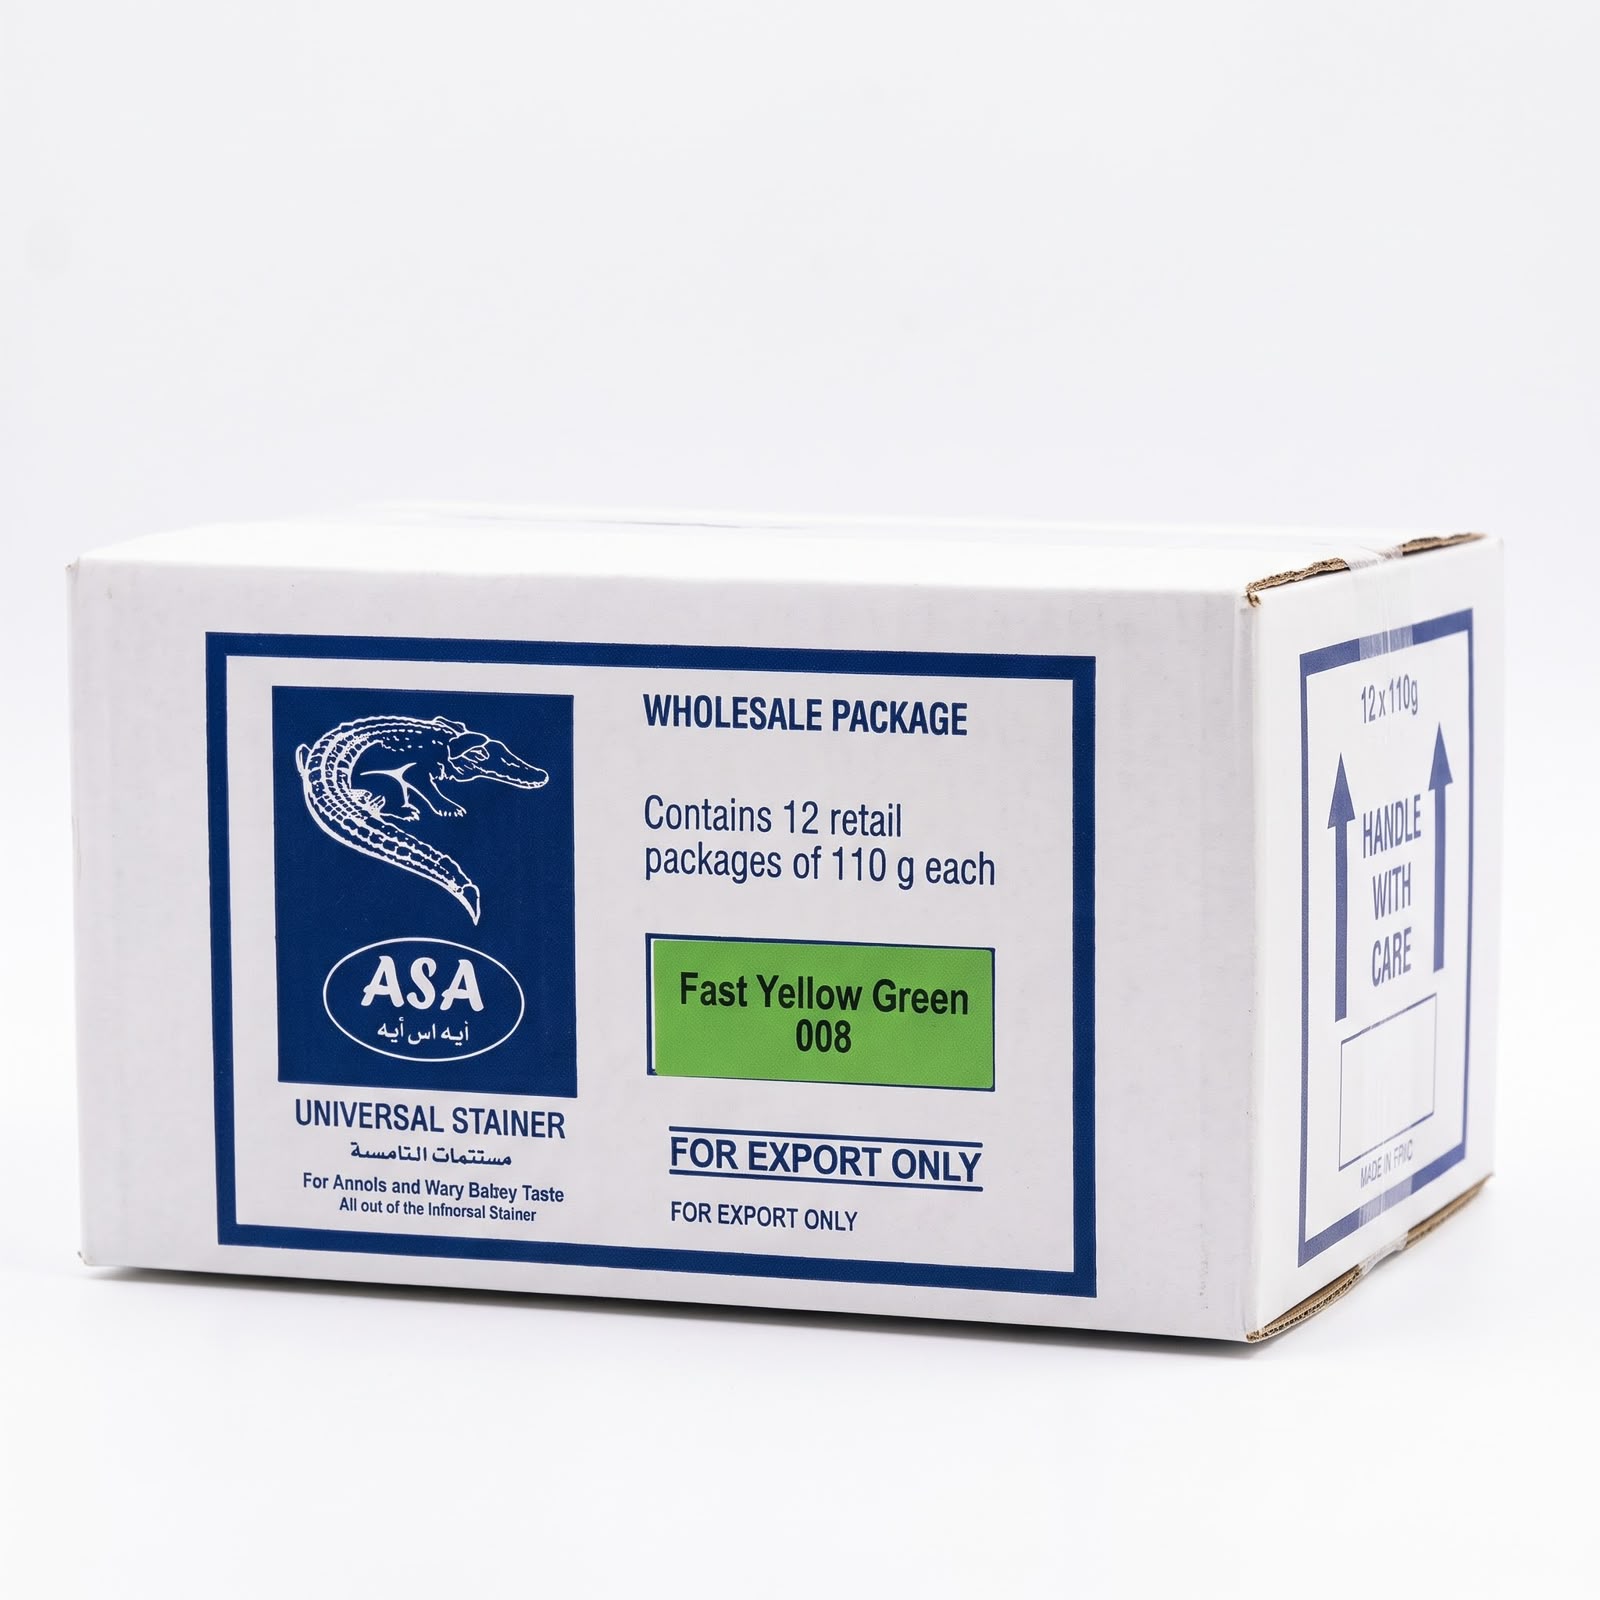 ASA
أيه اس أيه
UNIVERSAL STAINER
مستتمات التامسة
For Annols and Wary Babey Taste
All out of the Infnorsal Stainer
WHOLESALE PACKAGE
Contains 12 retail
packages of 110 g each
Fast Yellow Green
008
FOR EXPORT ONLY
FOR EXPORT ONLY
12 x 110g
HANDLE
WITH
CARE
MADE IN